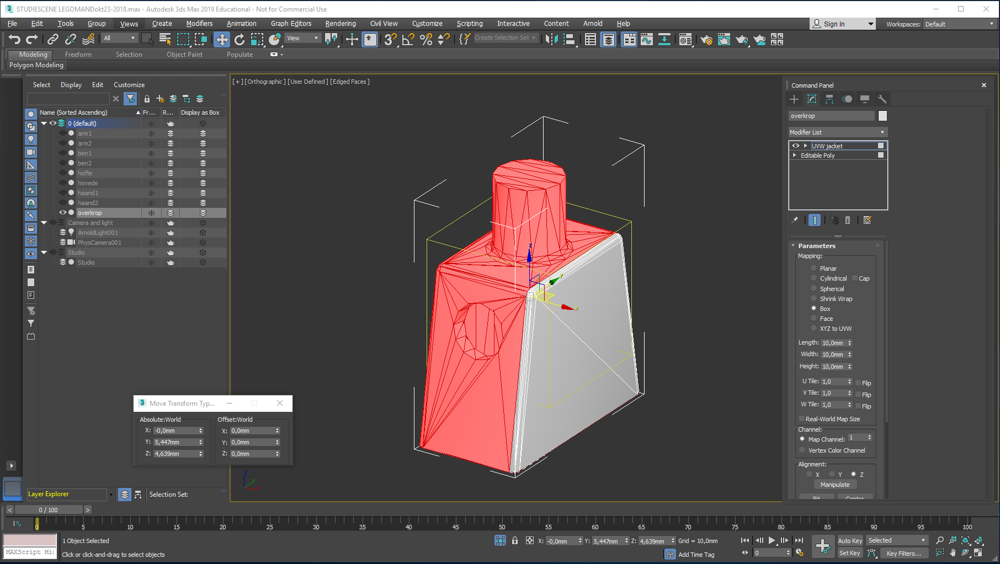 STUDIESCENE LEGOMANDokt23-2018.max - Autodesk 3ds Max 2019 Educational - Not for Commercial Use
File Edit Tools Group Views Create Modifiers Animation Graph Editors Rendering Civil View Customize Scripting Interactive Content Arnold Help Sign In Workspaces: Default
All View Create Selection Set
Modeling Freeform Selection Object Paint Populate
Polygon Modeling
Select Display Edit Customize
Name (Sorted Ascending) Fr... R... Display as Box
0 (default)
arm1
arm2
ben1
ben2
hofte
hovede
haand1
haand2
overkrop
Camera and light
ArnoldLight001
PhysCamera001
Studio
Studio
[+] [Orthographic] [User Defined] [Edged Faces]
z
y
x
Move Transform Typ...
Absolute:World Offset:World
X: -0,0mm X: 0,0mm
Y: 5,447mm Y: 0,0mm
Z: 4,639mm Z: 0,0mm
z
y
Command Panel
overkrop
Modifier List
UVW jacket
Editable Poly
Parameters
Mapping:
Planar
Cylindrical Cap
Spherical
Shrink Wrap
Box
Face
XYZ to UVW
Length: 10,0mm
Width: 10,0mm
Height: 10,0mm
U Tile: 1,0 Flip
V Tile: 1,0 Flip
W Tile: 1,0 Flip
Real-World Map Size
Channel:
Map Channel: 1
Vertex Color Channel
Alignment:
X Y Z
Manipulate
Fit Center
Layer Explorer Selection Set:
< 0 / 100 >
0 5 10 15 20 25 30 35 40 45 50 55 60 65 70 75 80 85 90 95 100
1 Object Selected X: -0,0mm Y: 5,447mm Z: 4,639mm Grid = 10,0mm Auto Key Selected
MAXScript Mi
Click or click-and-drag to select objects Add Time Tag 0 Set Key Key Filters...